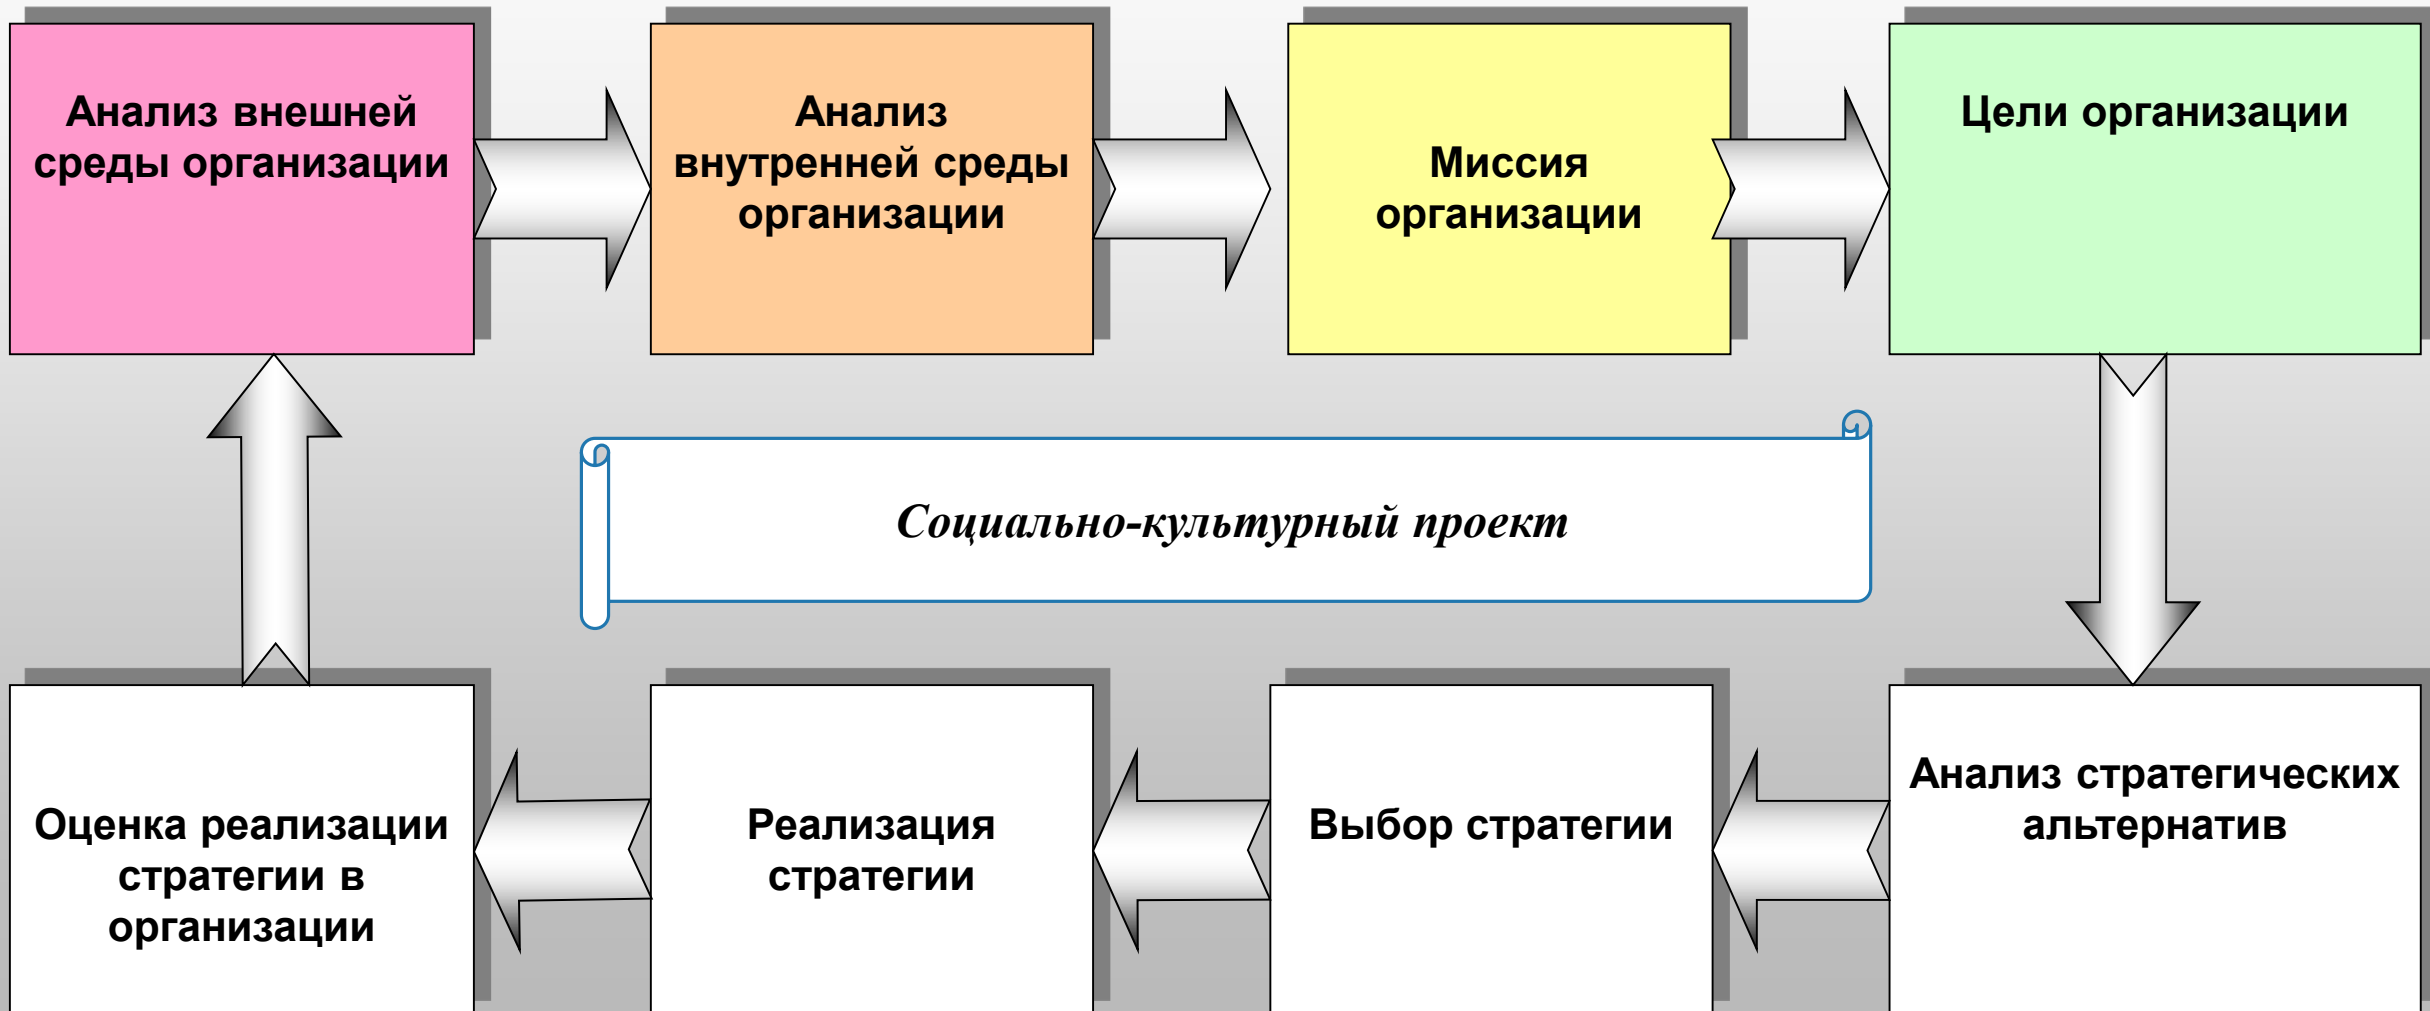 Анализ внешней
среды организации
Анализ
внутренней среды
организации
Миссия
организации
Цели организации
Социально-культурный проект
Оценка реализации
стратегии в
организации
Реализация
стратегии
Выбор стратегии
Анализ стратегических
альтернатив